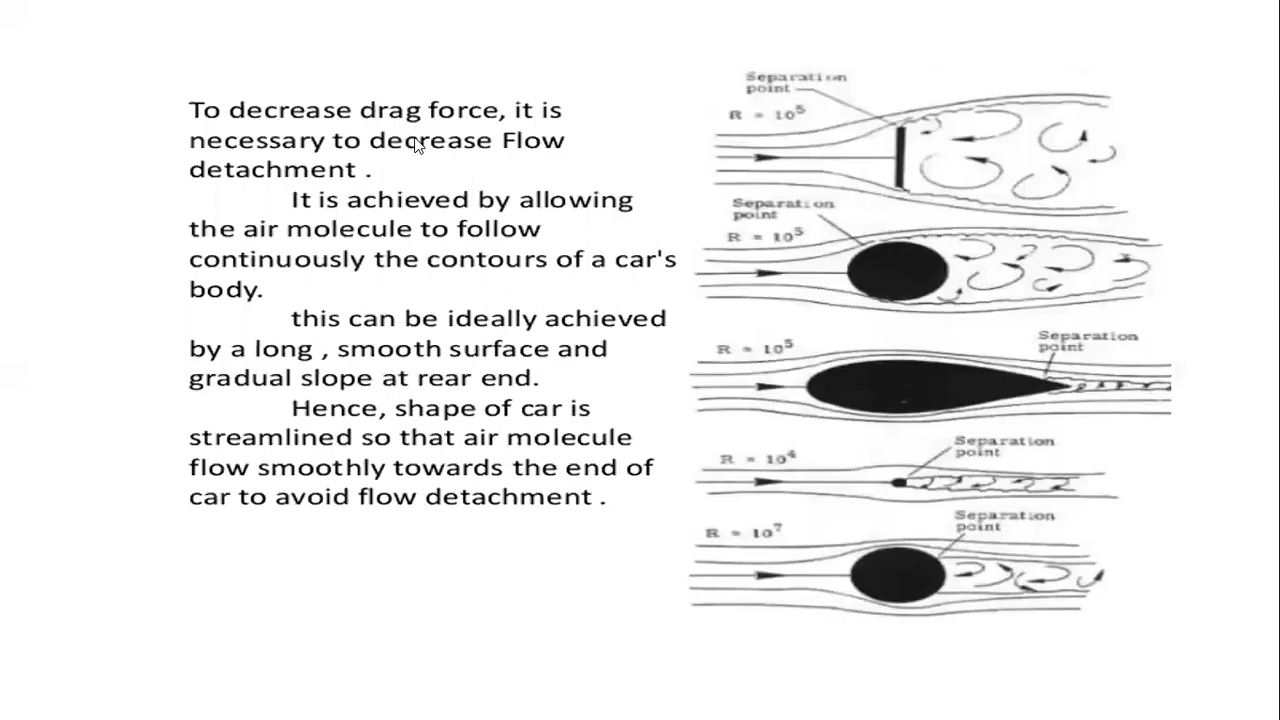 To decrease drag force, it is
necessary to decrease Flow
detachment .
It is achieved by allowing
the air molecule to follow
continuously the contours of a car's
body.
this can be ideally achieved
by a long , smooth surface and
gradual slope at rear end.
Hence, shape of car is
streamlined so that air molecule
flow smoothly towards the end of
car to avoid flow detachment .
Separation
point
R = 10⁵
Separation
point
R = 10⁵
Separation
point
R = 10⁵
Separation
point
R = 10⁴
Separation
point
R = 10⁷